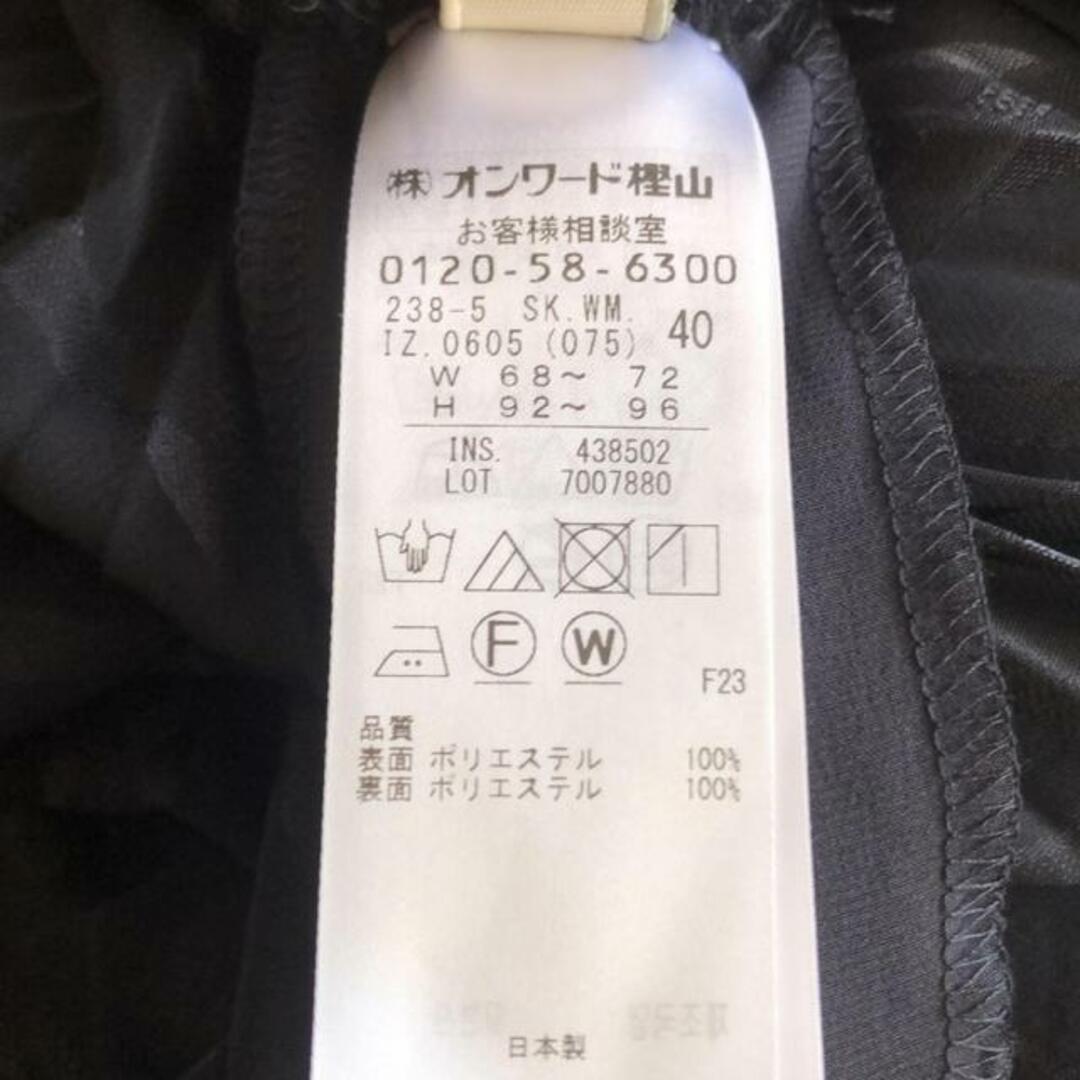 ㈱オンワード樫山
お客様相談室
0120-58-6300
238-5 SK.WM.
IZ.0605 (075) 40
W 68～ 72
H 92～ 96
INS. 438502
LOT 7007880
F W
F23
品質
表面 ポリエステル 100%
裏面 ポリエステル 100%
日本製